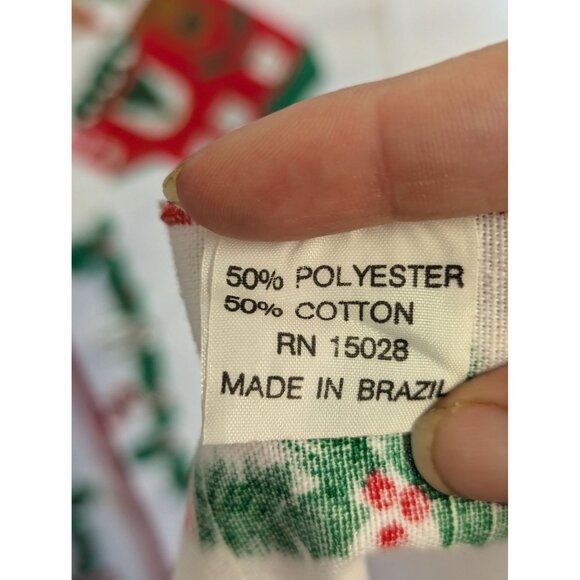 50% POLYESTER
50% COTTON
RN 15028
MADE IN BRAZIL